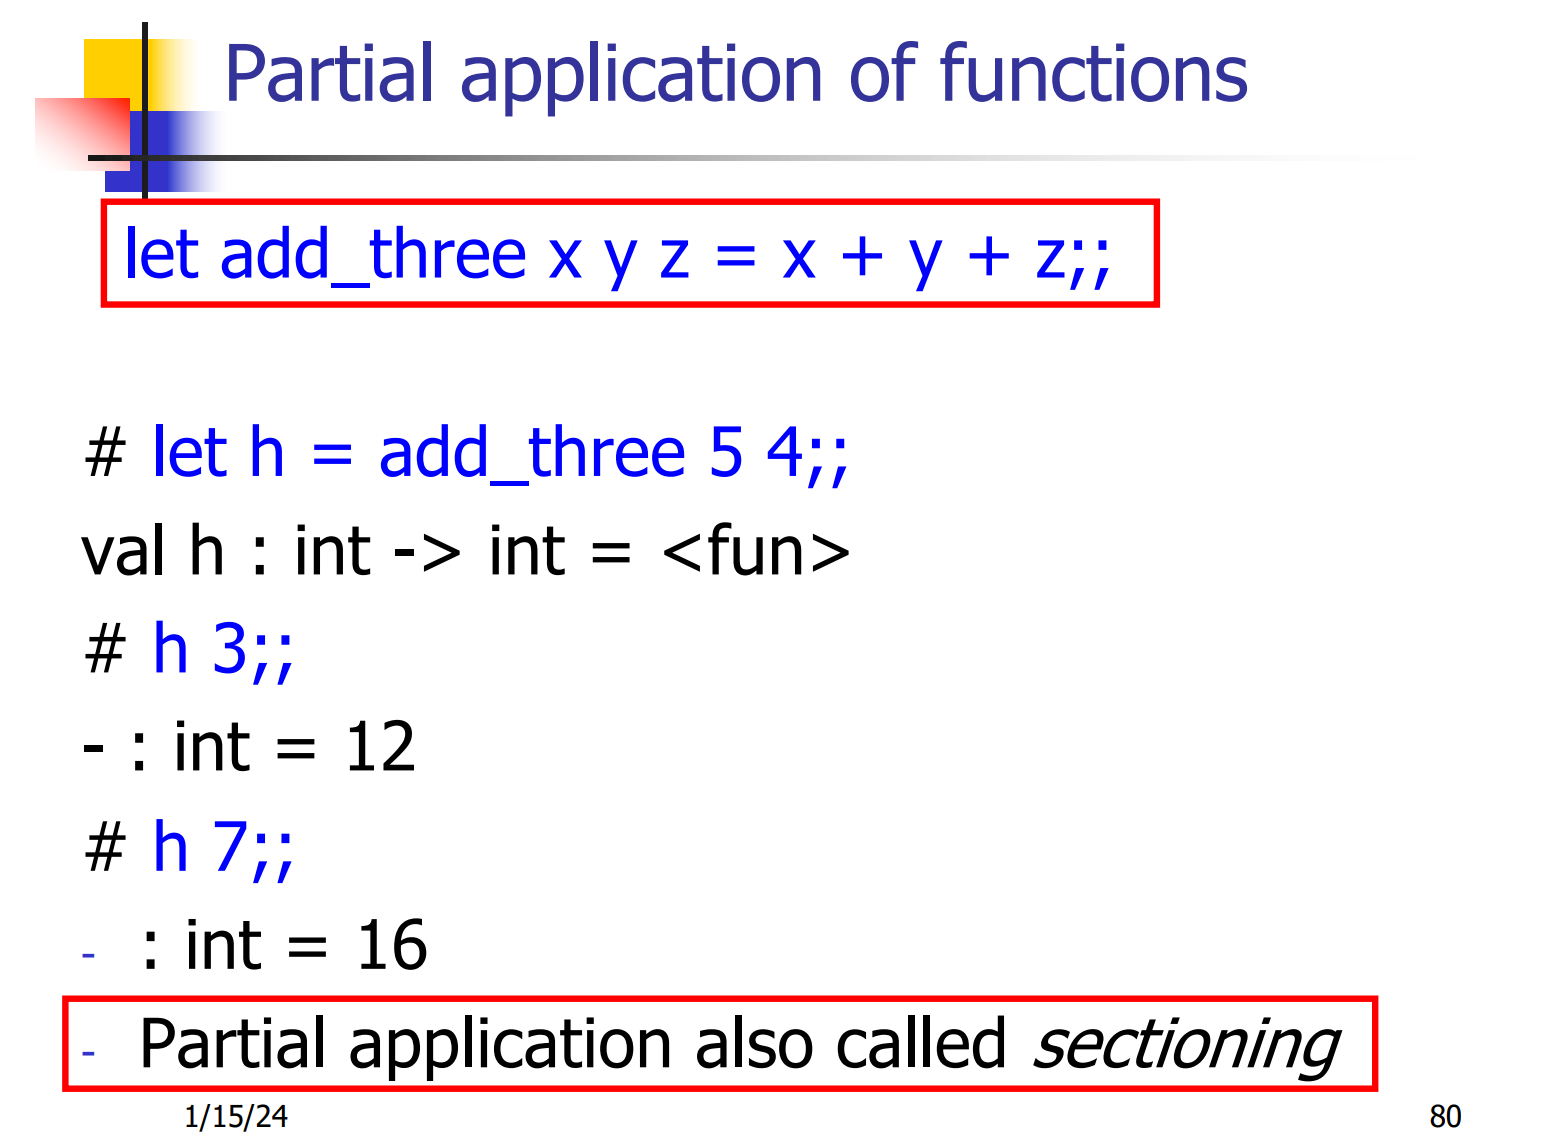 Partial application of functions
let add_three x y z = x + y + z;;
# let h = add_three 5 4;;
val h : int -> int = <fun>
# h 3;;
- : int = 12
# h 7;;
- : int = 16
- Partial application also called sectioning
1/15/24
80